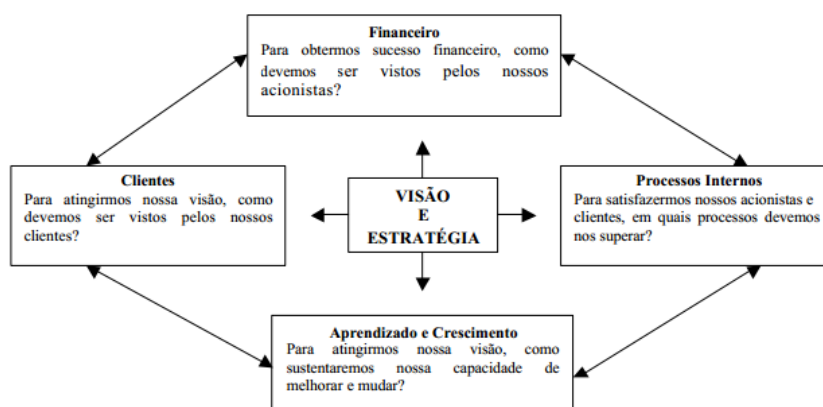 Financeiro
Para obtermos sucesso financeiro, como
devemos ser vistos pelos nossos
acionistas?
Clientes
Para atingirmos nossa visão, como
devemos ser vistos pelos nossos
clientes?
VISÃO
E
ESTRATÉGIA
Processos Internos
Para satisfazermos nossos acionistas e
clientes, em quais processos devemos
nos superar?
Aprendizado e Crescimento
Para atingirmos nossa visão, como
sustentaremos nossa capacidade de
melhorar e mudar?